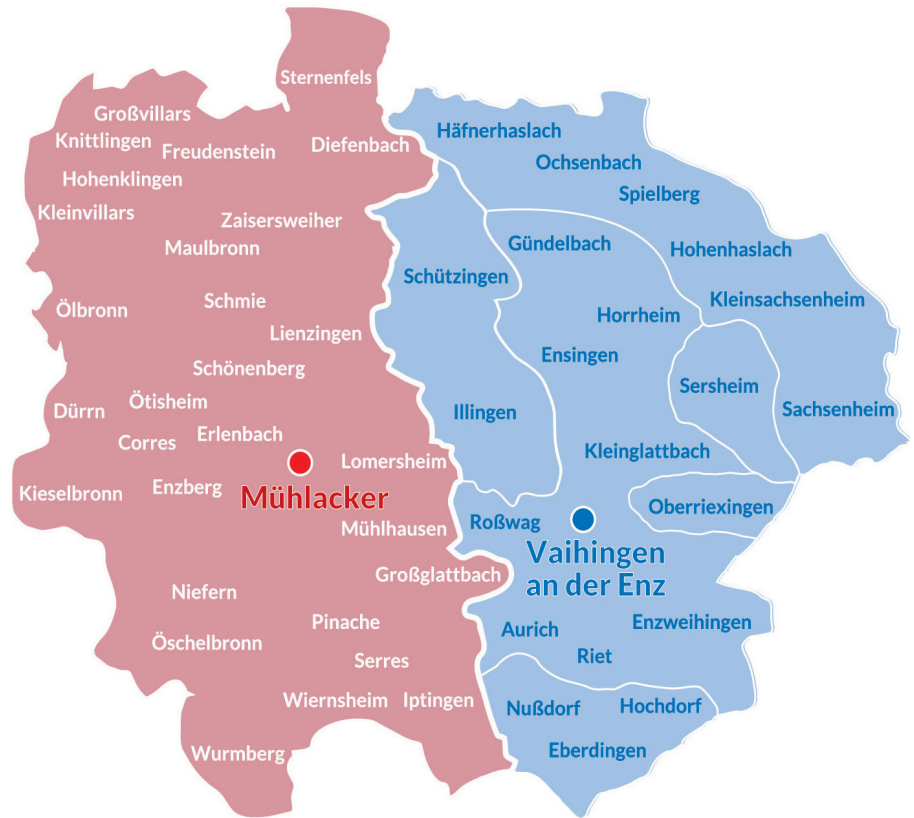 Sternenfels
Großvillars
Knittlingen
Freudenstein
Diefenbach
Hohenklingen
Kleinvillars
Zaisersweiher
Maulbronn
Ölbronn
Schmie
Lienzingen
Schönenberg
Dürrn
Ötisheim
Corres
Erlenbach
Lomersheim
Kieselbronn
Enzberg
Mühlacker
Mühlhausen
Großglattbach
Niefern
Pinache
Öschelbronn
Serres
Wiernsheim
Iptingen
Wurmberg
Häfnerhaslach
Ochsenbach
Spielberg
Gündelbach
Hohenhaslach
Schützingen
Kleinsachsenheim
Horrheim
Ensingen
Sersheim
Illingen
Sachsenheim
Kleinglattbach
Oberriexingen
Roßwag
Vaihingen
an der Enz
Aurich
Enzweihingen
Riet
Nußdorf
Hochdorf
Eberdingen